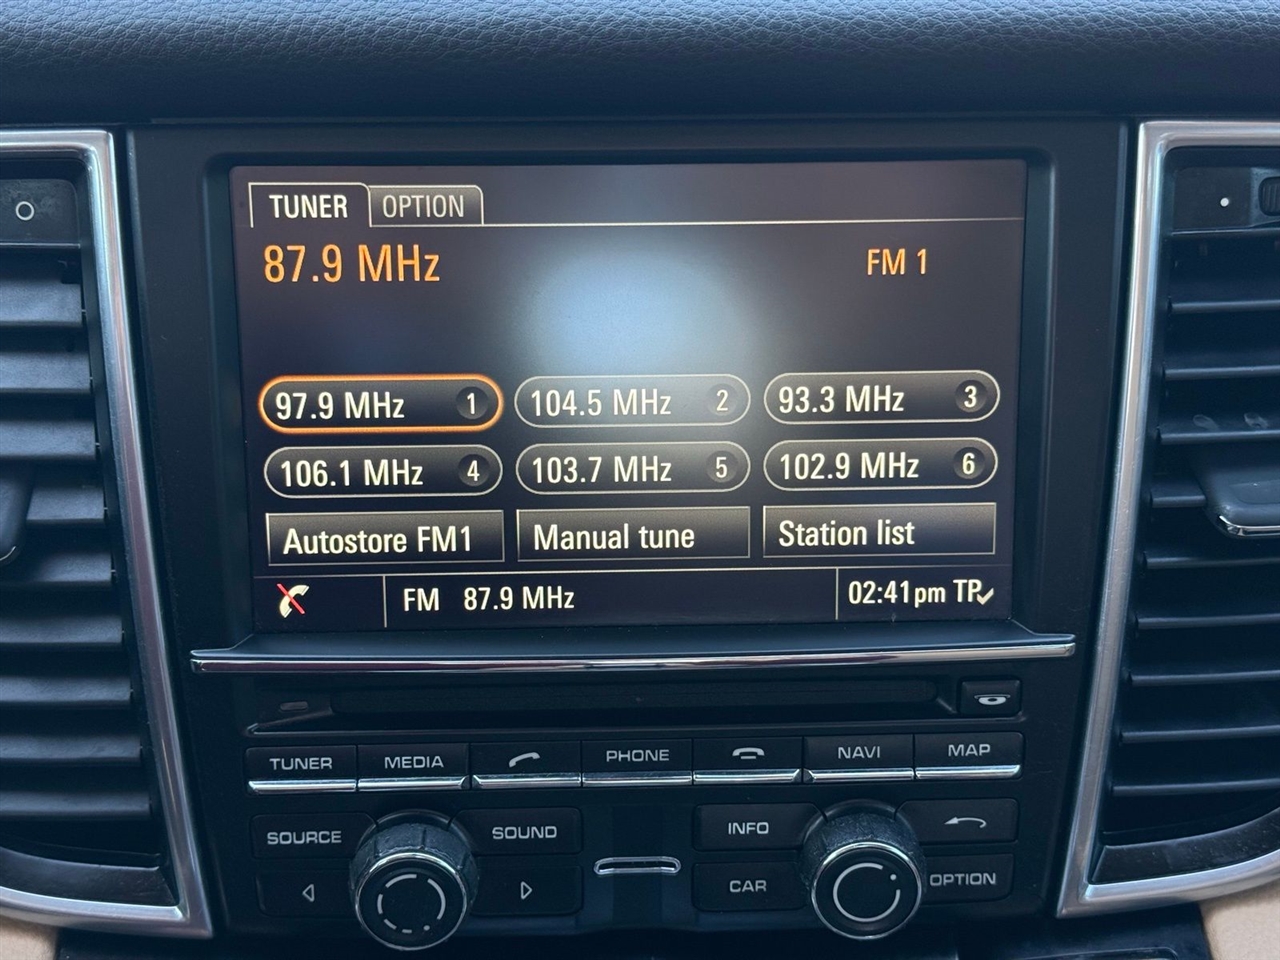 TUNER OPTION
87.9 MHz FM 1
97.9 MHz 1 104.5 MHz 2 93.3 MHz 3
106.1 MHz 4 103.7 MHz 5 102.9 MHz 6
Autostore FM1 Manual tune Station list
FM 87.9 MHz 02:41pm TP
TUNER MEDIA PHONE NAVI MAP
SOURCE SOUND INFO
CAR OPTION